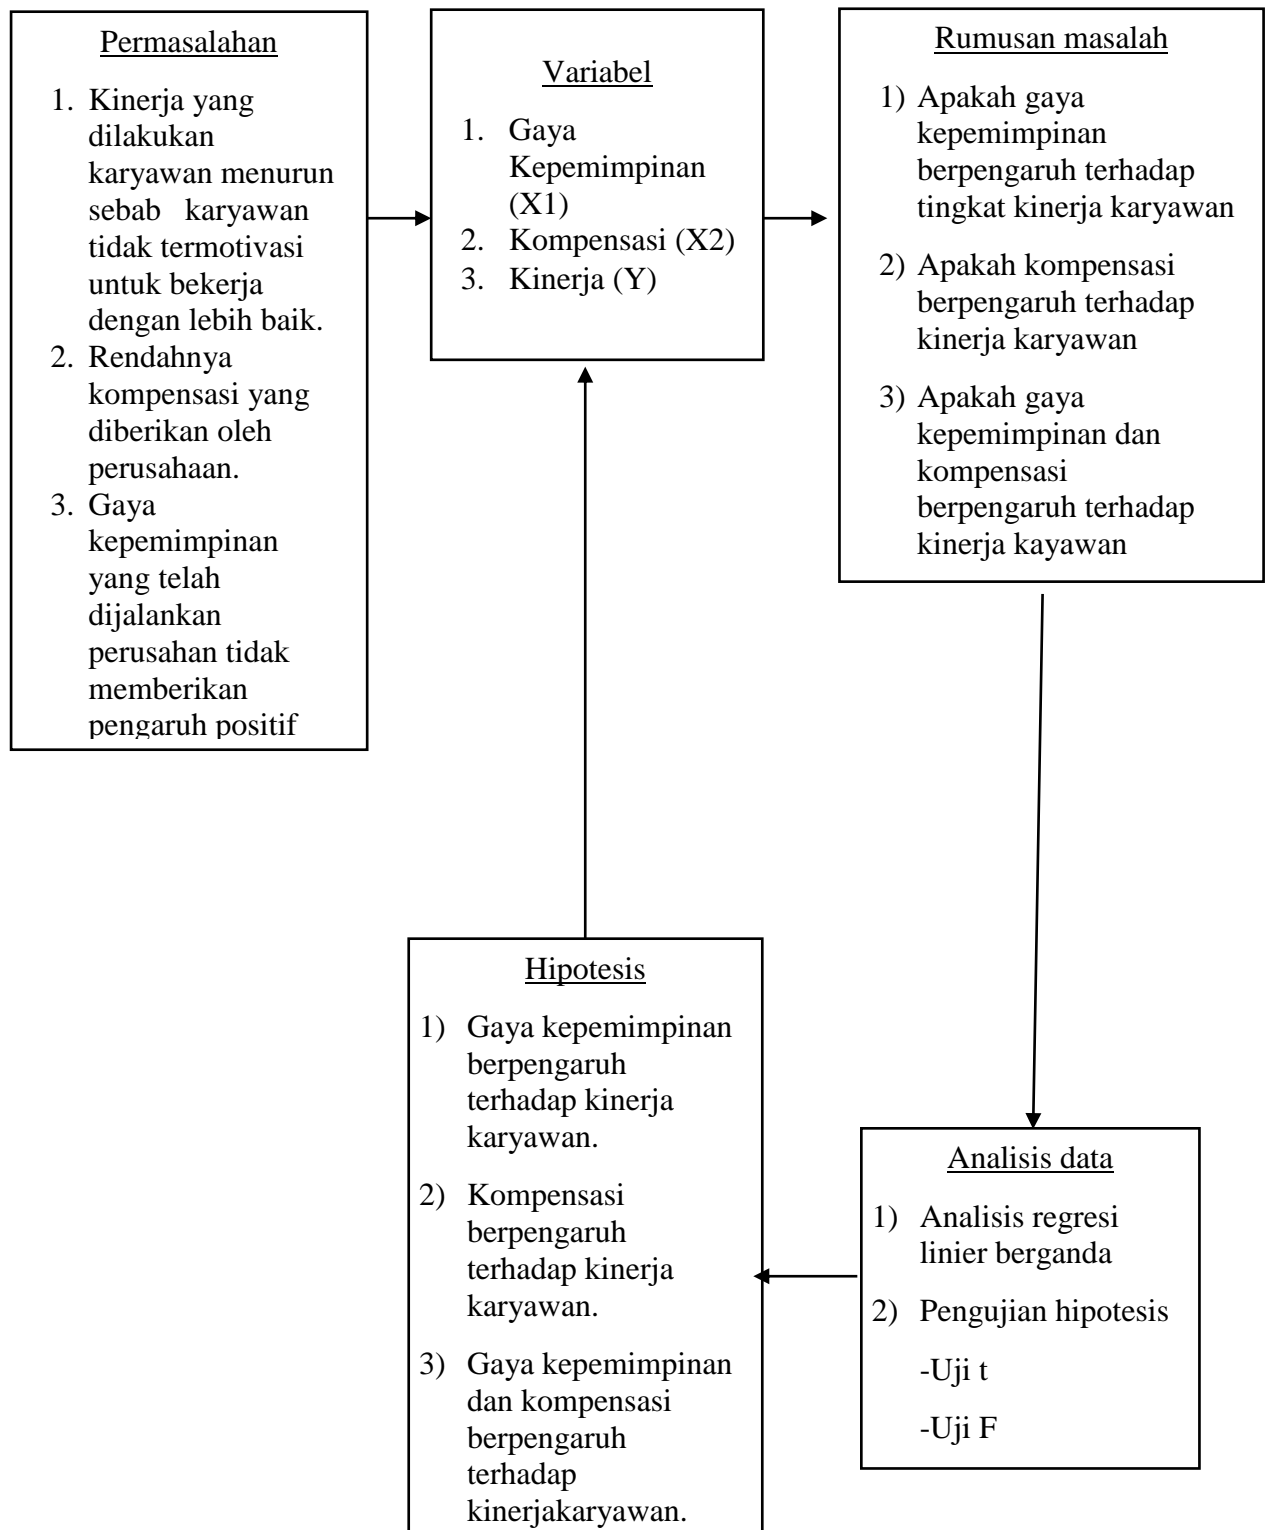 Permasalahan
1. Kinerja yang
dilakukan
karyawan menurun
sebab karyawan
tidak termotivasi
untuk bekerja
dengan lebih baik.
2. Rendahnya
kompensasi yang
diberikan oleh
perusahaan.
3. Gaya
kepemimpinan
yang telah
dijalankan
perusahan tidak
memberikan
pengaruh positif
Variabel
1. Gaya
Kepemimpinan
(X1)
2. Kompensasi (X2)
3. Kinerja (Y)
Rumusan masalah
1) Apakah gaya
kepemimpinan
berpengaruh terhadap
tingkat kinerja karyawan
2) Apakah kompensasi
berpengaruh terhadap
kinerja karyawan
3) Apakah gaya
kepemimpinan dan
kompensasi
berpengaruh terhadap
kinerja kayawan
Hipotesis
1) Gaya kepemimpinan
berpengaruh
terhadap kinerja
karyawan.
2) Kompensasi
berpengaruh
terhadap kinerja
karyawan.
3) Gaya kepemimpinan
dan kompensasi
berpengaruh
terhadap
kinerjakaryawan.
Analisis data
1) Analisis regresi
linier berganda
2) Pengujian hipotesis
-Uji t
-Uji F